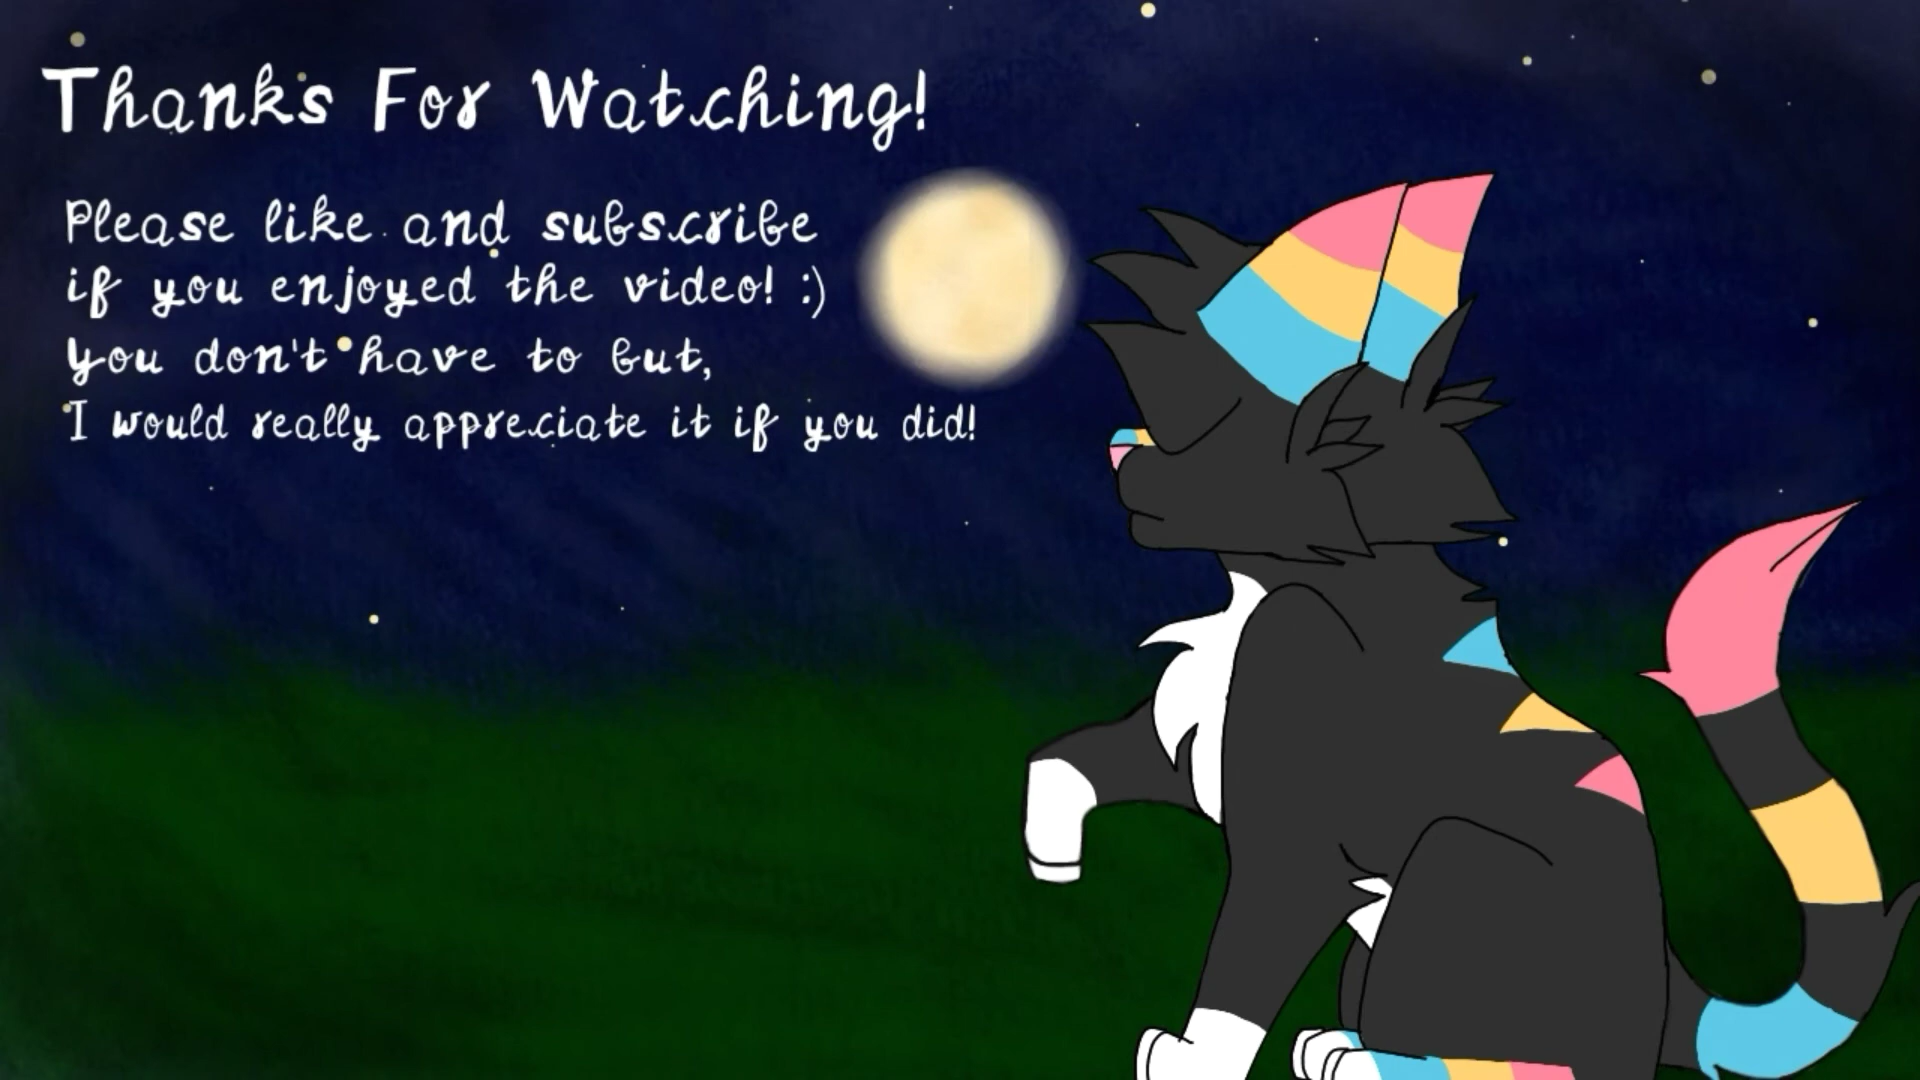 Thanks For Watching!
Please like and subscribe
if you enjoyed the video! :)
You don't have to but,
I would really appreciate it if you did!